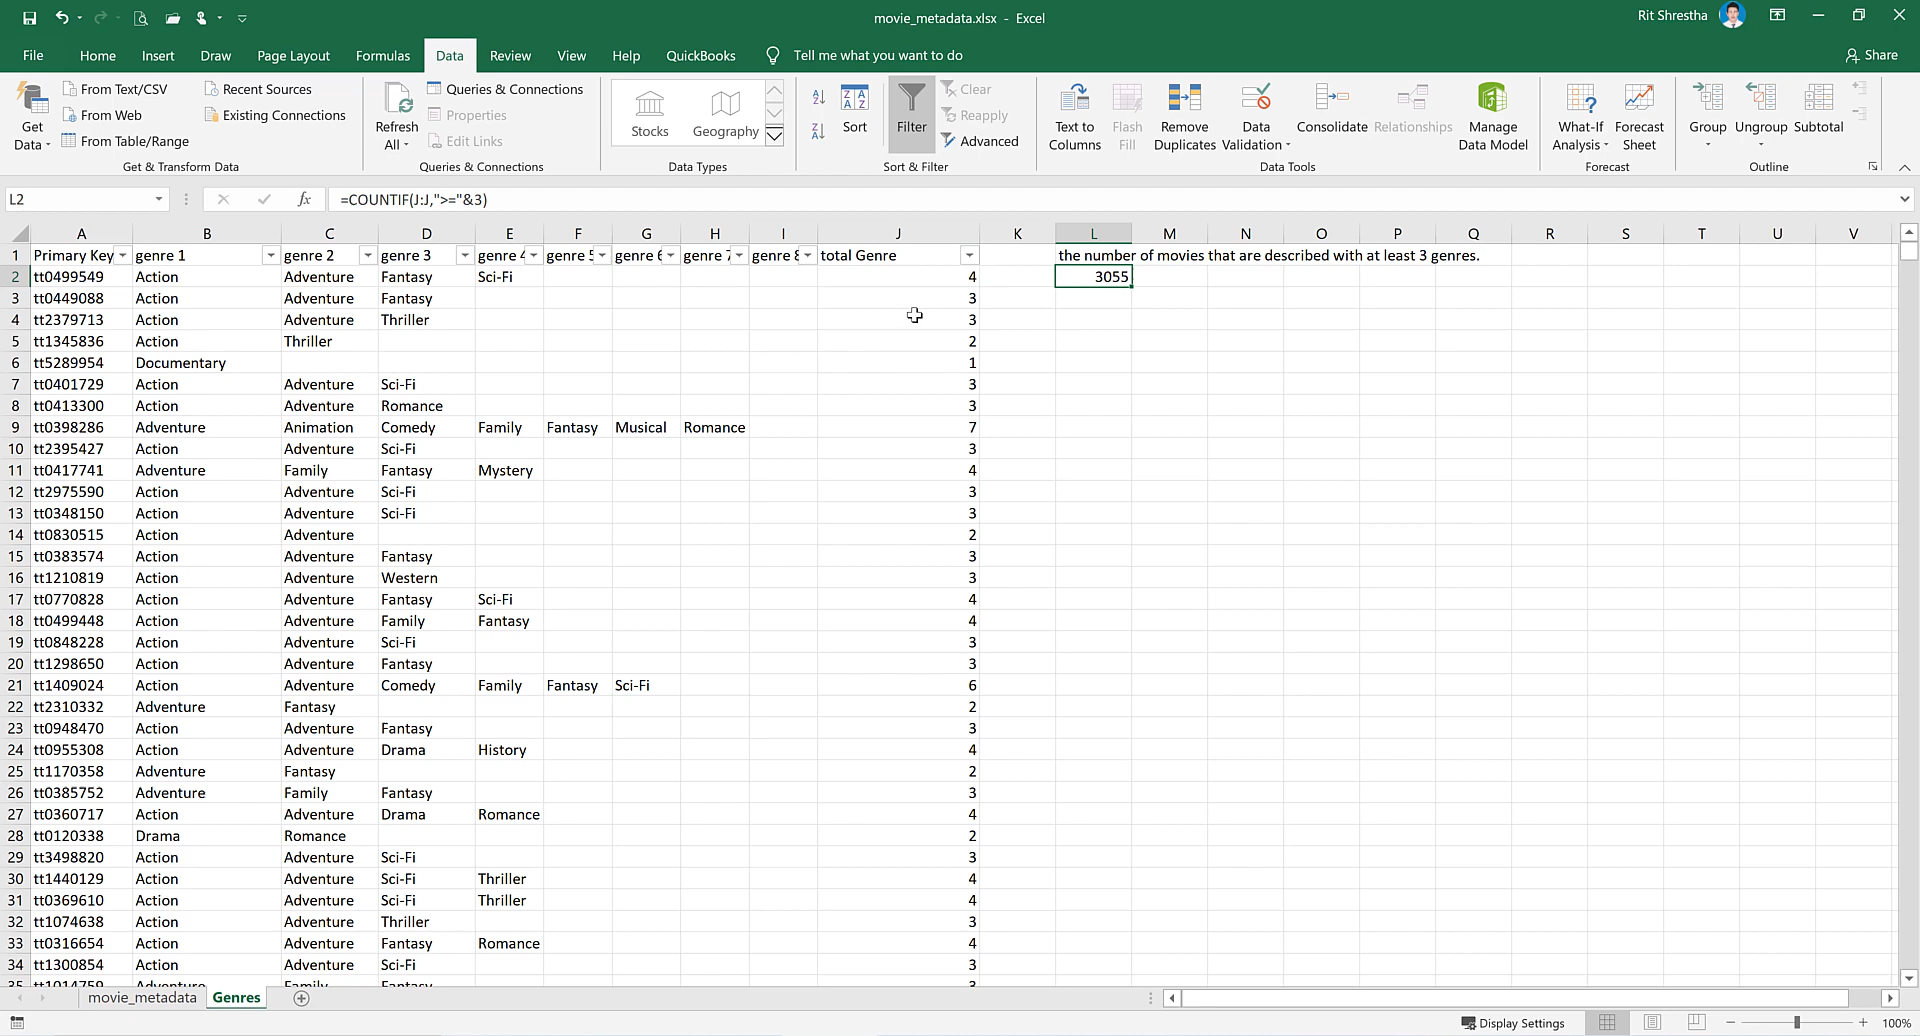 movie_metadata.xlsx - Excel
Rit Shrestha
File Home Insert Draw Page Layout Formulas Data Review View Help QuickBooks Tell me what you want to do
Share
Get Data
From Text/CSV
From Web
From Table/Range
Recent Sources
Existing Connections
Get & Transform Data
Refresh All
Queries & Connections
Properties
Edit Links
Queries & Connections
Stocks
Geography
Data Types
Sort
Filter
Clear
Reapply
Advanced
Sort & Filter
Text to Columns
Flash Fill
Remove Duplicates
Data Validation
Consolidate
Relationships
Manage Data Model
Data Tools
What-If Analysis
Forecast Sheet
Forecast
Group
Ungroup
Subtotal
Outline
L2 fx =COUNTIF(J:J,">="&3)
A B C D E F G H I J K L M N O P Q R S T U V
1 Primary Key genre 1 genre 2 genre 3 genre 4 genre 5 genre 6 genre 7 genre 8 total Genre the number of movies that are described with at least 3 genres.
2 tt0499549 Action Adventure Fantasy Sci-Fi 4 3055
3 tt0449088 Action Adventure Fantasy 3
4 tt2379713 Action Adventure Thriller 3
5 tt1345836 Action Thriller 2
6 tt5289954 Documentary 1
7 tt0401729 Action Adventure Sci-Fi 3
8 tt0413300 Action Adventure Romance 3
9 tt0398286 Adventure Animation Comedy Family Fantasy Musical Romance 7
10 tt2395427 Action Adventure Sci-Fi 3
11 tt0417741 Adventure Family Fantasy Mystery 4
12 tt2975590 Action Adventure Sci-Fi 3
13 tt0348150 Action Adventure Sci-Fi 3
14 tt0830515 Action Adventure 2
15 tt0383574 Action Adventure Fantasy 3
16 tt1210819 Action Adventure Western 3
17 tt0770828 Action Adventure Fantasy Sci-Fi 4
18 tt0499448 Action Adventure Family Fantasy 4
19 tt0848228 Action Adventure Sci-Fi 3
20 tt1298650 Action Adventure Fantasy 3
21 tt1409024 Action Adventure Comedy Family Fantasy Sci-Fi 6
22 tt2310332 Adventure Fantasy 2
23 tt0948470 Action Adventure Fantasy 3
24 tt0955308 Action Adventure Drama History 4
25 tt1170358 Adventure Fantasy 2
26 tt0385752 Adventure Family Fantasy 3
27 tt0360717 Action Adventure Drama Romance 4
28 tt0120338 Drama Romance 2
29 tt3498820 Action Adventure Sci-Fi 3
30 tt1440129 Action Adventure Sci-Fi Thriller 4
31 tt0369610 Action Adventure Sci-Fi Thriller 4
32 tt1074638 Action Adventure Thriller 3
33 tt0316654 Action Adventure Fantasy Romance 4
34 tt1300854 Action Adventure Sci-Fi 3
35 tt1014759 Adventure Family Fantasy 3
movie_metadata Genres
Display Settings 100%